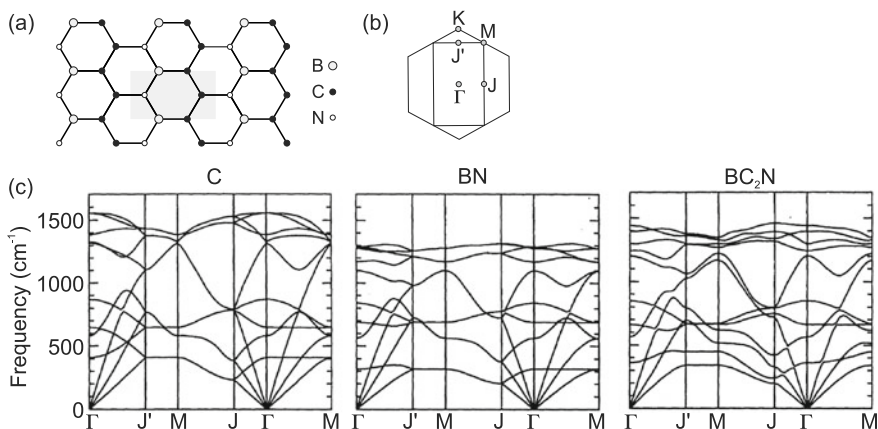 (a)
B
C
N
(b)
K
M
J'
J
Γ
(c)
C
BN
BC₂N
Frequency (cm⁻¹)
1500
1000
500
0
Γ J' M J Γ M
Γ J' M J Γ M
Γ J' M J Γ M